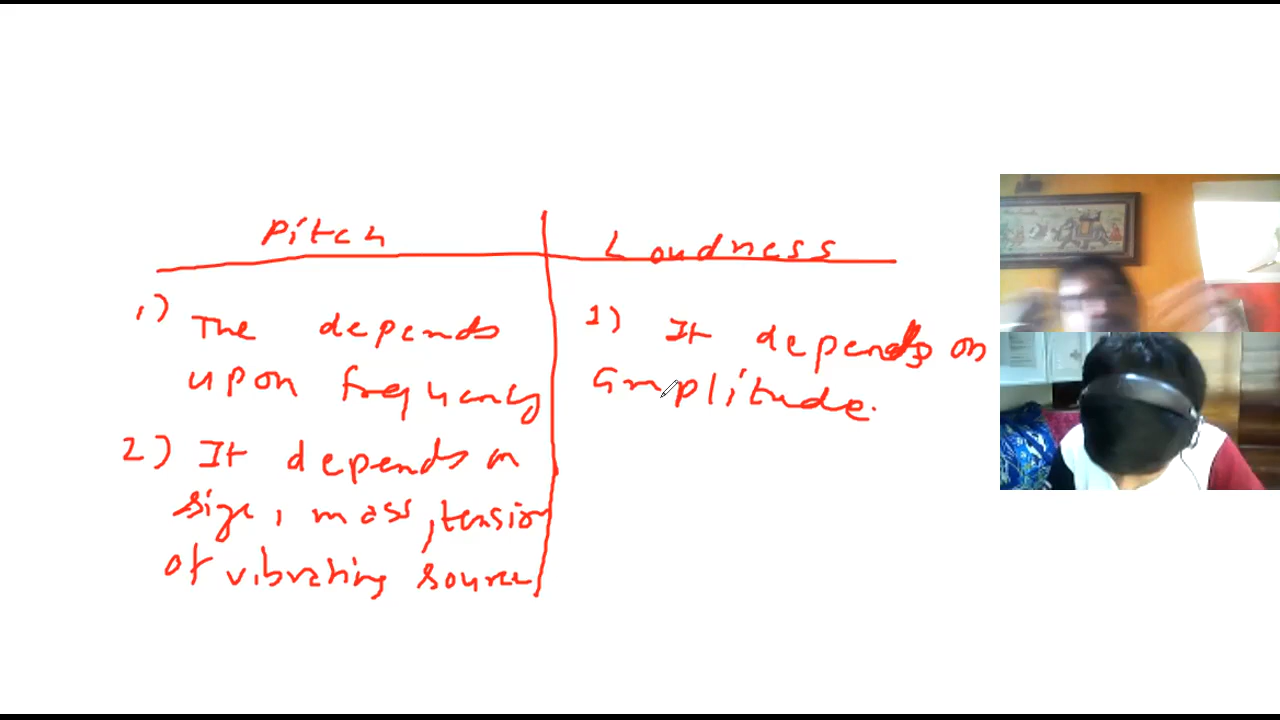 Pitch
1) The depends
upon frequency
2) It depends on
size, mass, tension
of vibrating source
Loudness
1) It depends on
amplitude.